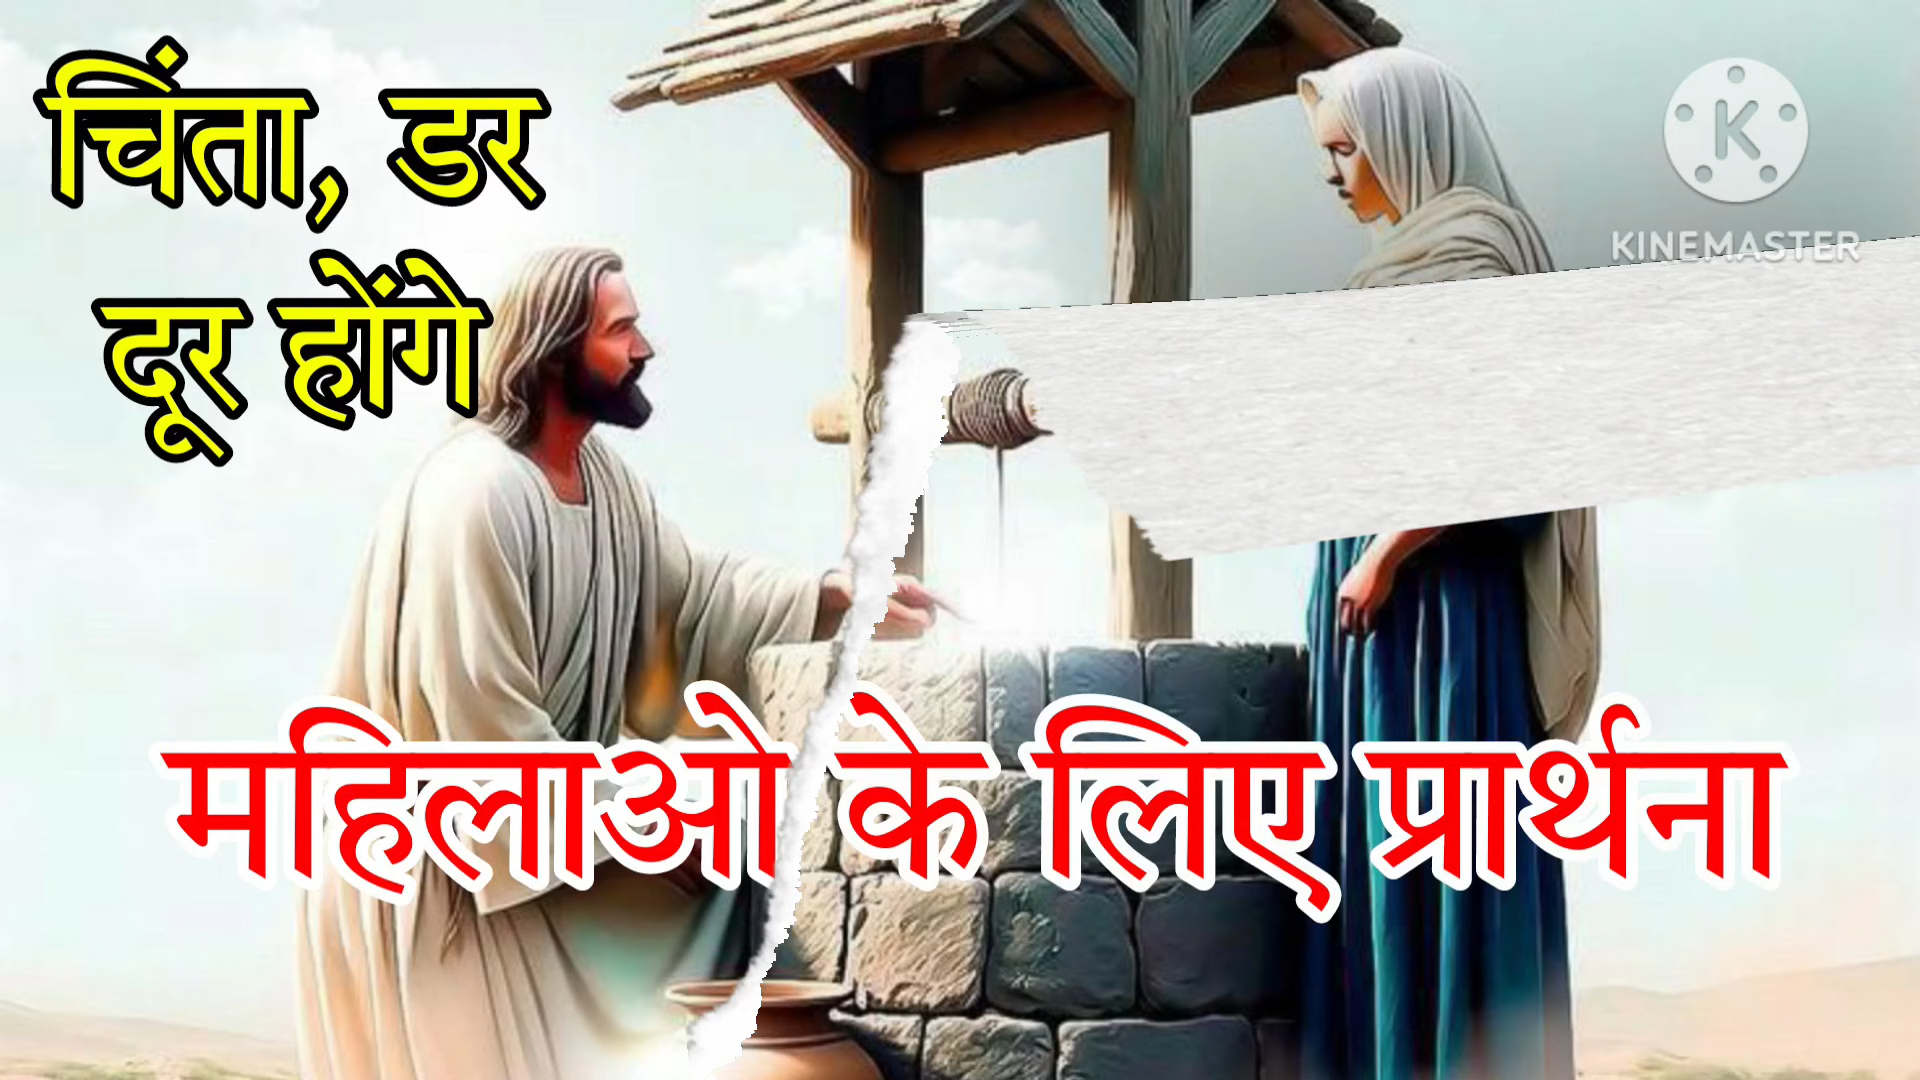 चिंता, डर
दूर होंगे
KINEMASTER
महिलाओ के लिए प्रार्थना